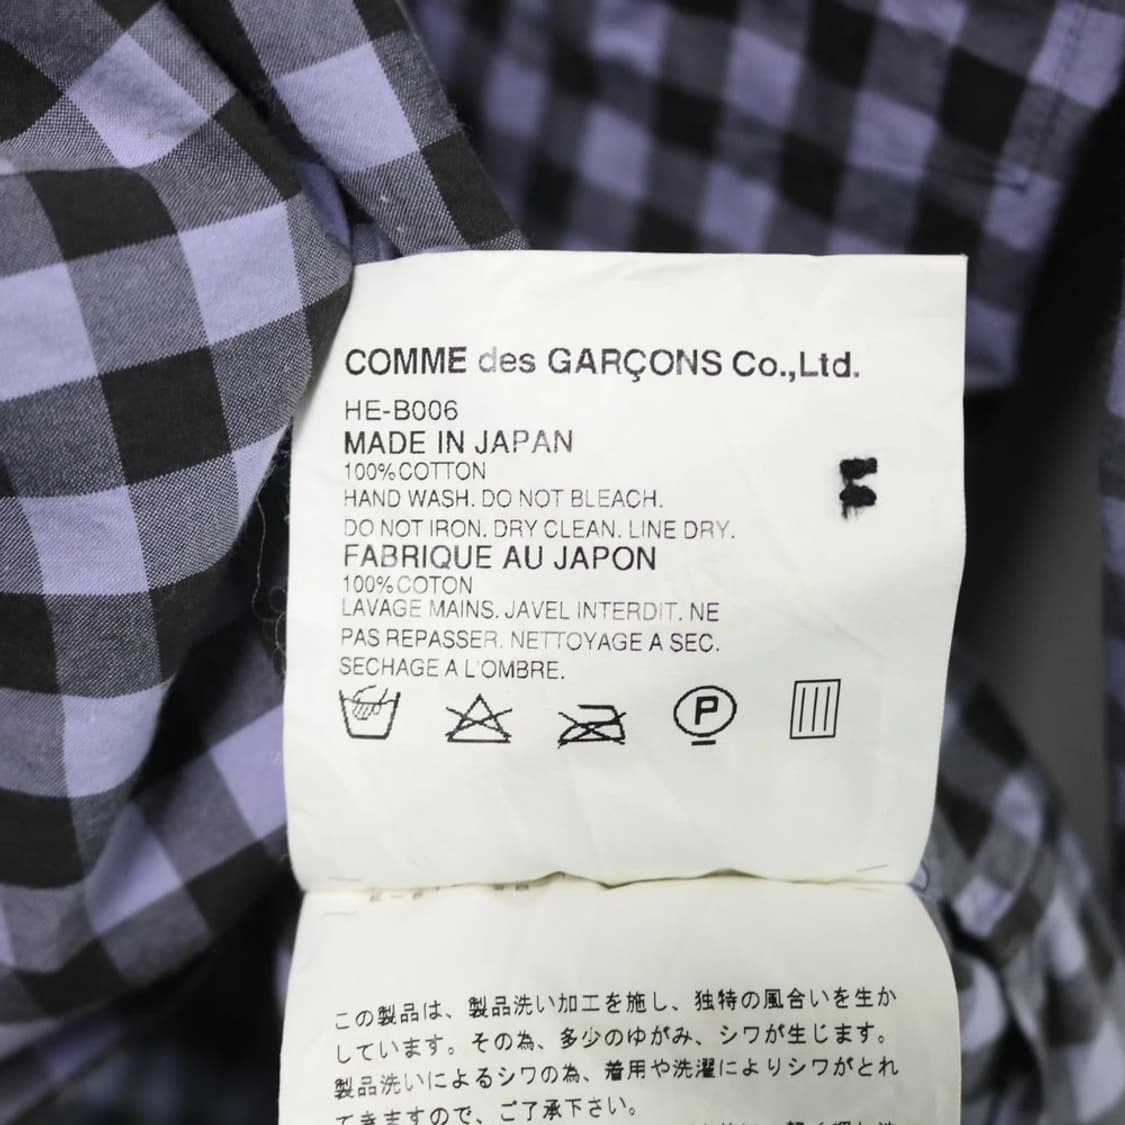 COMME des GARÇONS Co.,Ltd.
HE-B006
MADE IN JAPAN
100% COTTON
HAND WASH. DO NOT BLEACH.
DO NOT IRON. DRY CLEAN. LINE DRY.
FABRIQUE AU JAPON
100% COTON
LAVAGE MAINS. JAVEL INTERDIT. NE
PAS REPASSER. NETTOYAGE A SEC.
SECHAGE A L'OMBRE.
P
この製品は、製品洗い加工を施し、独特の風合いを生か
しています。その為、多少のゆがみ、シワが生じます。
製品洗いによるシワの為、着用や洗濯によりシワがとれ
てきますので、ご了承下さい。